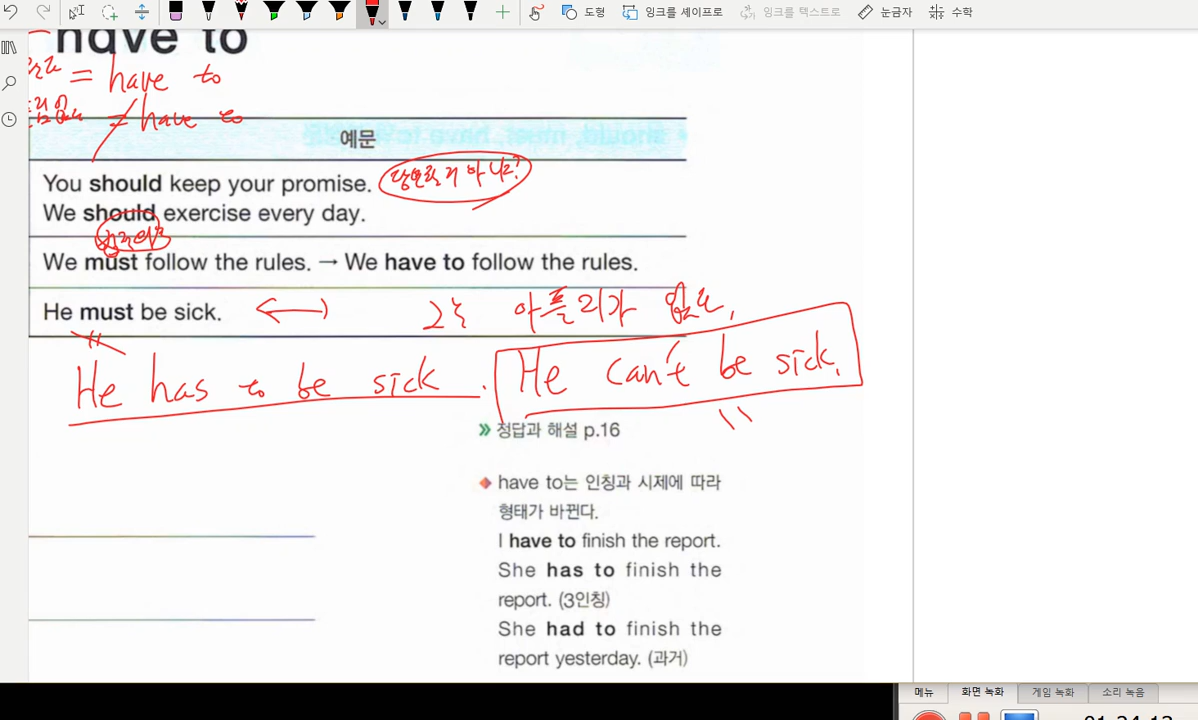 도형 잉크를 셰이프로 잉크를 텍스트로 눈금자 수학
have to
= have to
≠ have to
예문
You should keep your promise. 당연한거 아니오?
We should exercise every day.
We must follow the rules. → We have to follow the rules.
He must be sick. ↔ 그는 아플리가 없다.
He has to be sick. He can't be sick.
» 정답과 해설 p.16
◆ have to는 인칭과 시제에 따라
형태가 바뀐다.
I have to finish the report.
She has to finish the
report. (3인칭)
She had to finish the
report yesterday. (과거)
메뉴 화면 녹화 게임 녹화 소리 녹음